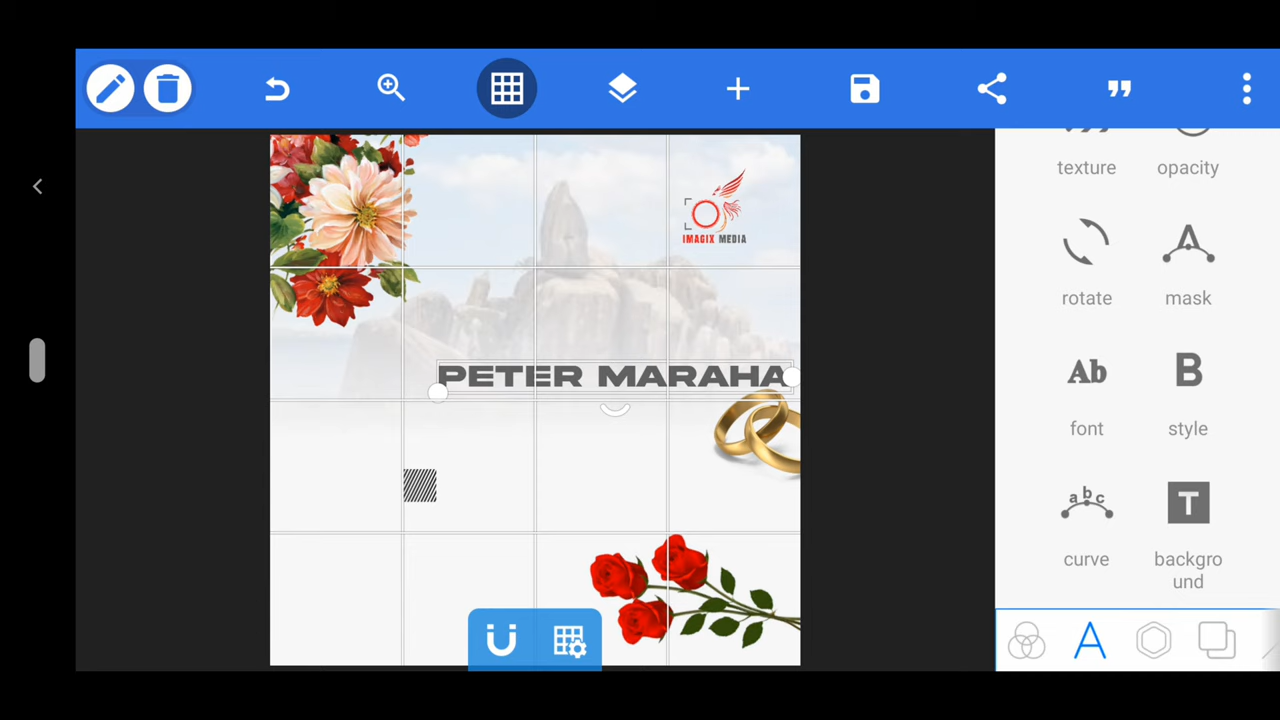 texture opacity
IMAGIX MEDIA
rotate mask
PETER MARAHA
Ab B
font style
abc T
curve backgro
und
A